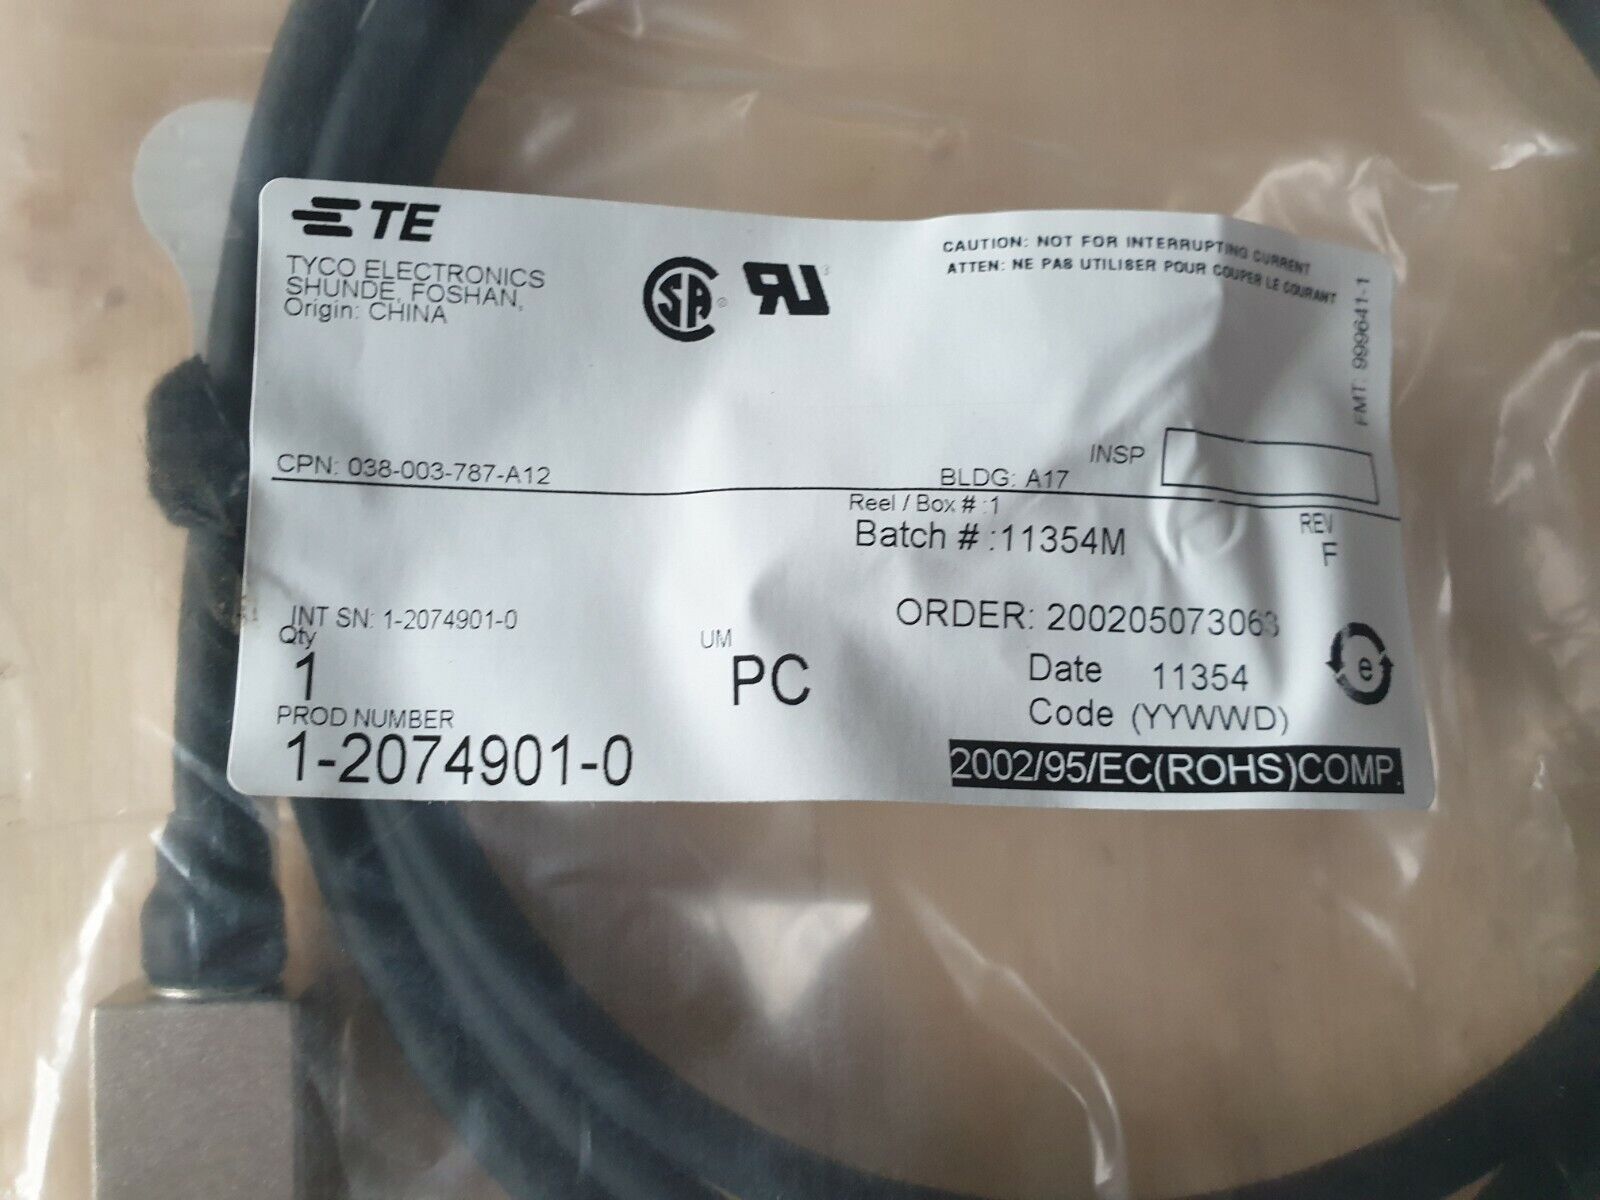 TE
TYCO ELECTRONICS
SHUNDE, FOSHAN,
Origin: CHINA
SA ®
RU
CAUTION: NOT FOR INTERRUPTING CURRENT
ATTEN: NE PAS UTILISER POUR COUPER LE COURANT
FMT: 999641-1
CPN: 038-003-787-A12
BLDG: A17
INSP
Reel / Box # :1
Batch # :11354M
REV
F
INT SN: 1-2074901-0
ORDER: 200205073063
Qty
1
UM
PC
Date 11354
Code (YYWWD)
e
PROD NUMBER
1-2074901-0
2002/95/EC(ROHS)COMP.